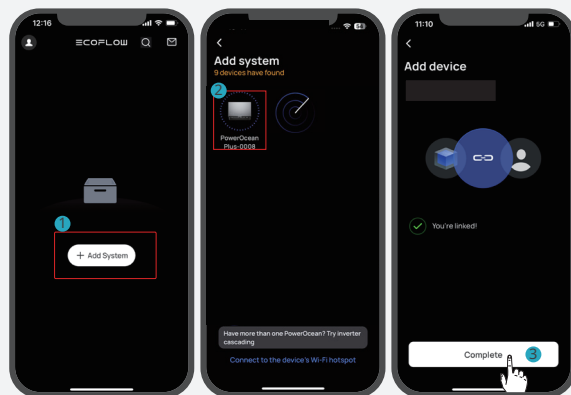 12:16
ECOFLOW
1
+ Add System
Add system
9 devices have found
2
PowerOcean
Plus-0008
Have more than one PowerOcean? Try inverter
cascading
Connect to the device's Wi-Fi hotspot
11:10
5G
Add device
You're linked!
Complete
3